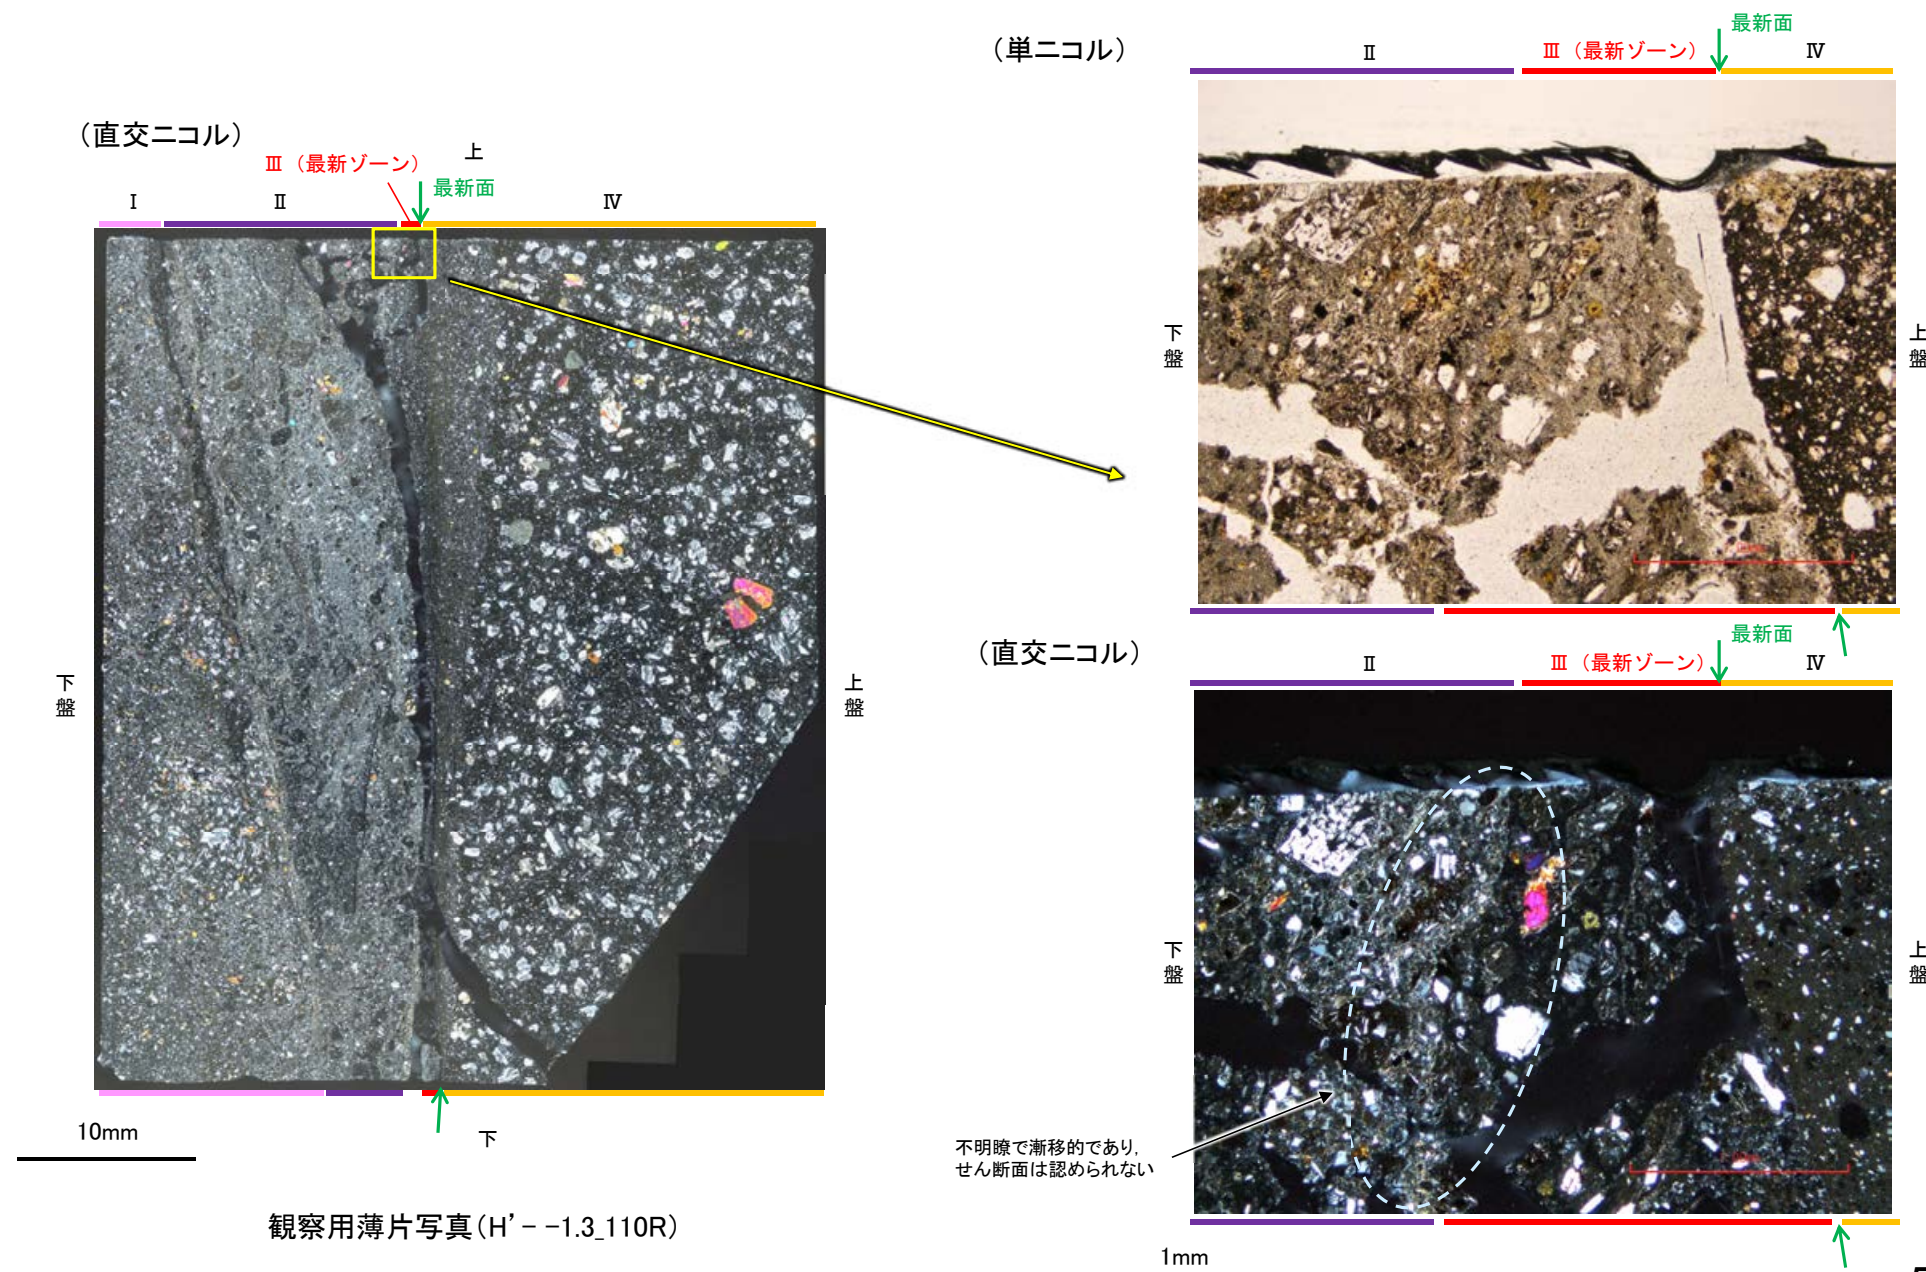 （直交ニコル）
Ⅲ（最新ゾーン）
上
最新面
Ⅰ
Ⅱ
Ⅳ
下盤
上盤
10mm
下
観察用薄片写真（H’－−1.3_110R）
（単ニコル）
最新面
Ⅱ
Ⅲ（最新ゾーン）
Ⅳ
下盤
上盤
（直交ニコル）
最新面
Ⅱ
Ⅲ（最新ゾーン）
Ⅳ
下盤
上盤
不明瞭で漸移的であり,
せん断面は認められない
1mm